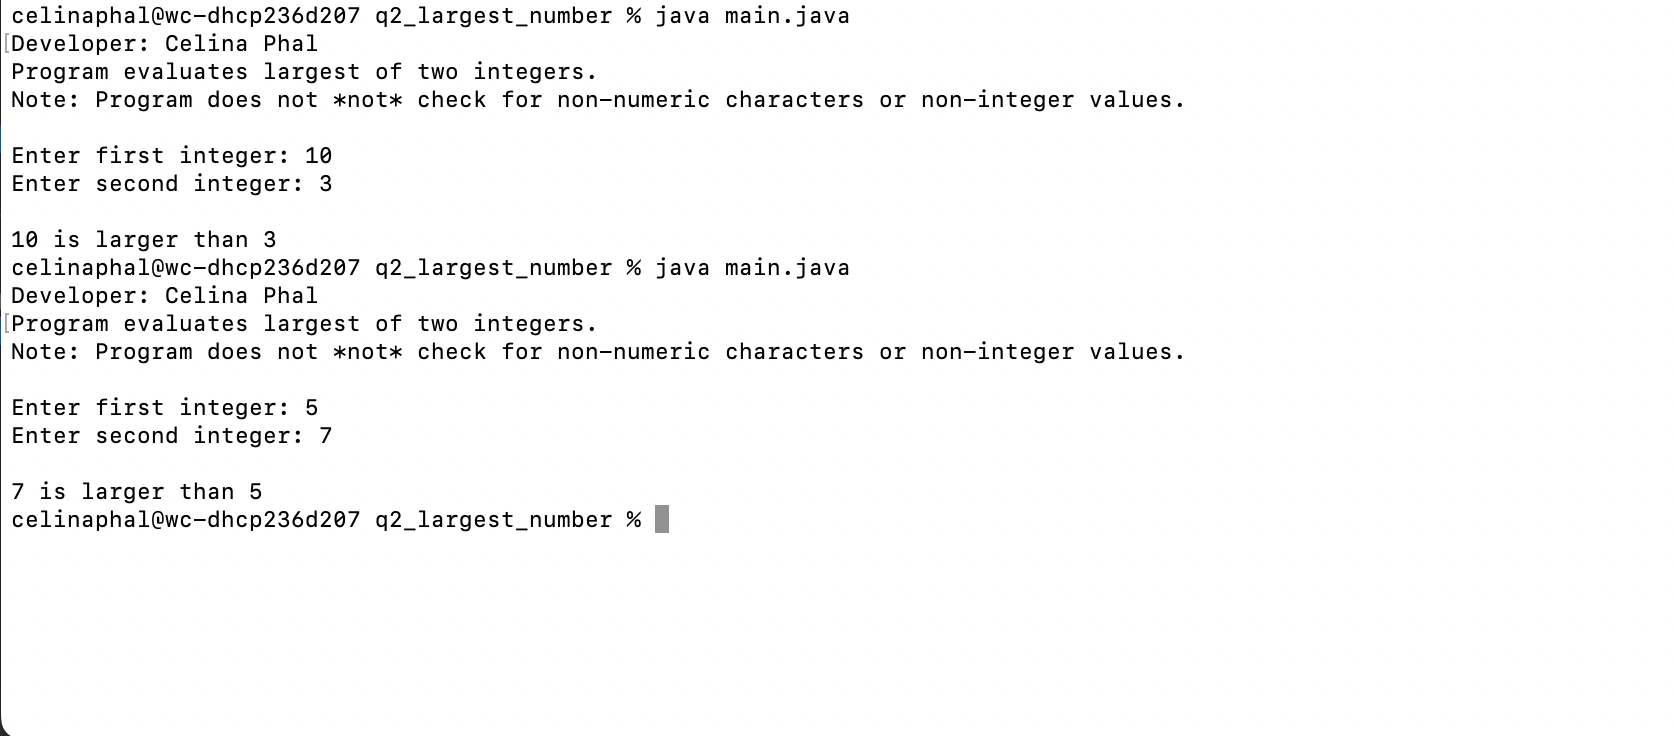 celinaphal@wc-dhcp236d207 q2_largest_number % java main.java
[Developer: Celina Phal
Program evaluates largest of two integers.
Note: Program does not *not* check for non-numeric characters or non-integer values.
Enter first integer: 10
Enter second integer: 3
10 is larger than 3
celinaphal@wc-dhcp236d207 q2_largest_number % java main.java
Developer: Celina Phal
[Program evaluates largest of two integers.
Note: Program does not *not* check for non-numeric characters or non-integer values.
Enter first integer: 5
Enter second integer: 7
7 is larger than 5
celinaphal@wc-dhcp236d207 q2_largest_number %